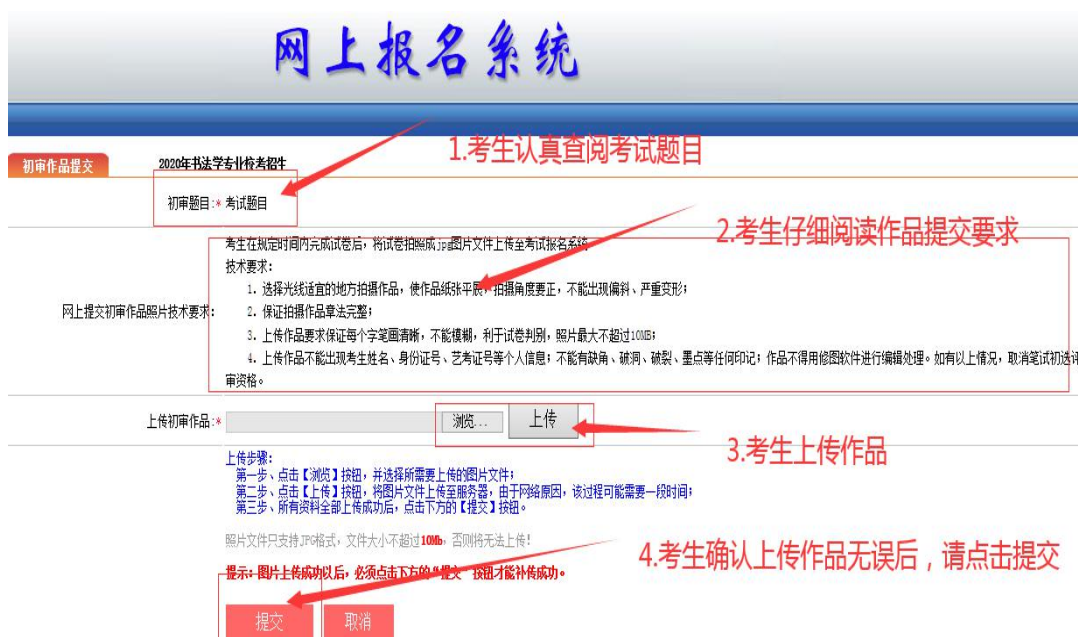 网上报名系统
1.考生认真查阅考试题目
初审作品提交
2020年书法学专业校考招生
初审题目:* 考试题目
2.考生仔细阅读作品提交要求
考生在规定时间内完成试卷后，将试卷拍照成jpg图片文件上传至考试报名系统
技术要求：
1. 选择光线适宜的地方拍摄作品，使作品纸张平展，拍摄角度要正，不能出现偏斜、严重变形；
网上提交初审作品照片技术要求：
2. 保证拍摄作品章法完整；
3. 上传作品要求保证每个字笔画清晰，不能模糊，利于试卷判别，照片最大不超过10MB；
4. 上传作品不能出现考生姓名、身份证号、艺考证号等个人信息；不能有缺角、破洞、破裂、墨点等任何印记；作品不得用修图软件进行编辑处理。如有以上情况，取消笔试初选评
审资格。
上传初审作品:*
浏览...
上传
3.考生上传作品
上传步骤：
第一步、点击【浏览】按钮，并选择所需要上传的图片文件；
第二步、点击【上传】按钮，将图片文件上传至服务器，由于网络原因，该过程可能需要一段时间；
第三步、所有资料全部上传成功后，点击下方的【提交】按钮。
照片文件只支持JPG格式，文件大小不超过10Mb，否则将无法上传！
4.考生确认上传作品无误后，请点击提交
提示：图片上传成功以后，必须点击下方的“提交”按钮才能补传成功。
提交
取消